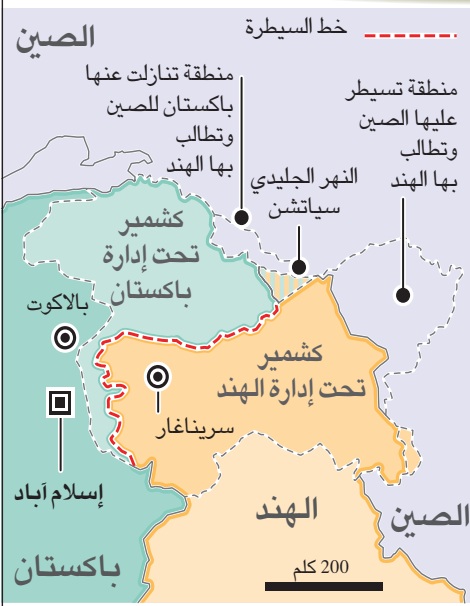 خط السيطرة
الصين
منطقة تنازلت عنها
باكستان للصين
وتطالب
بها الهند
منطقة تسيطر
عليها الصين
وتطالب
بها الهند
النهر الجليدي
سياتشن
كشمير
تحت إدارة
باكستان
بالاكوت
كشمير
تحت إدارة الهند
سريناغار
إسلام آباد
الهند
الصين
باكستان
200 كلم